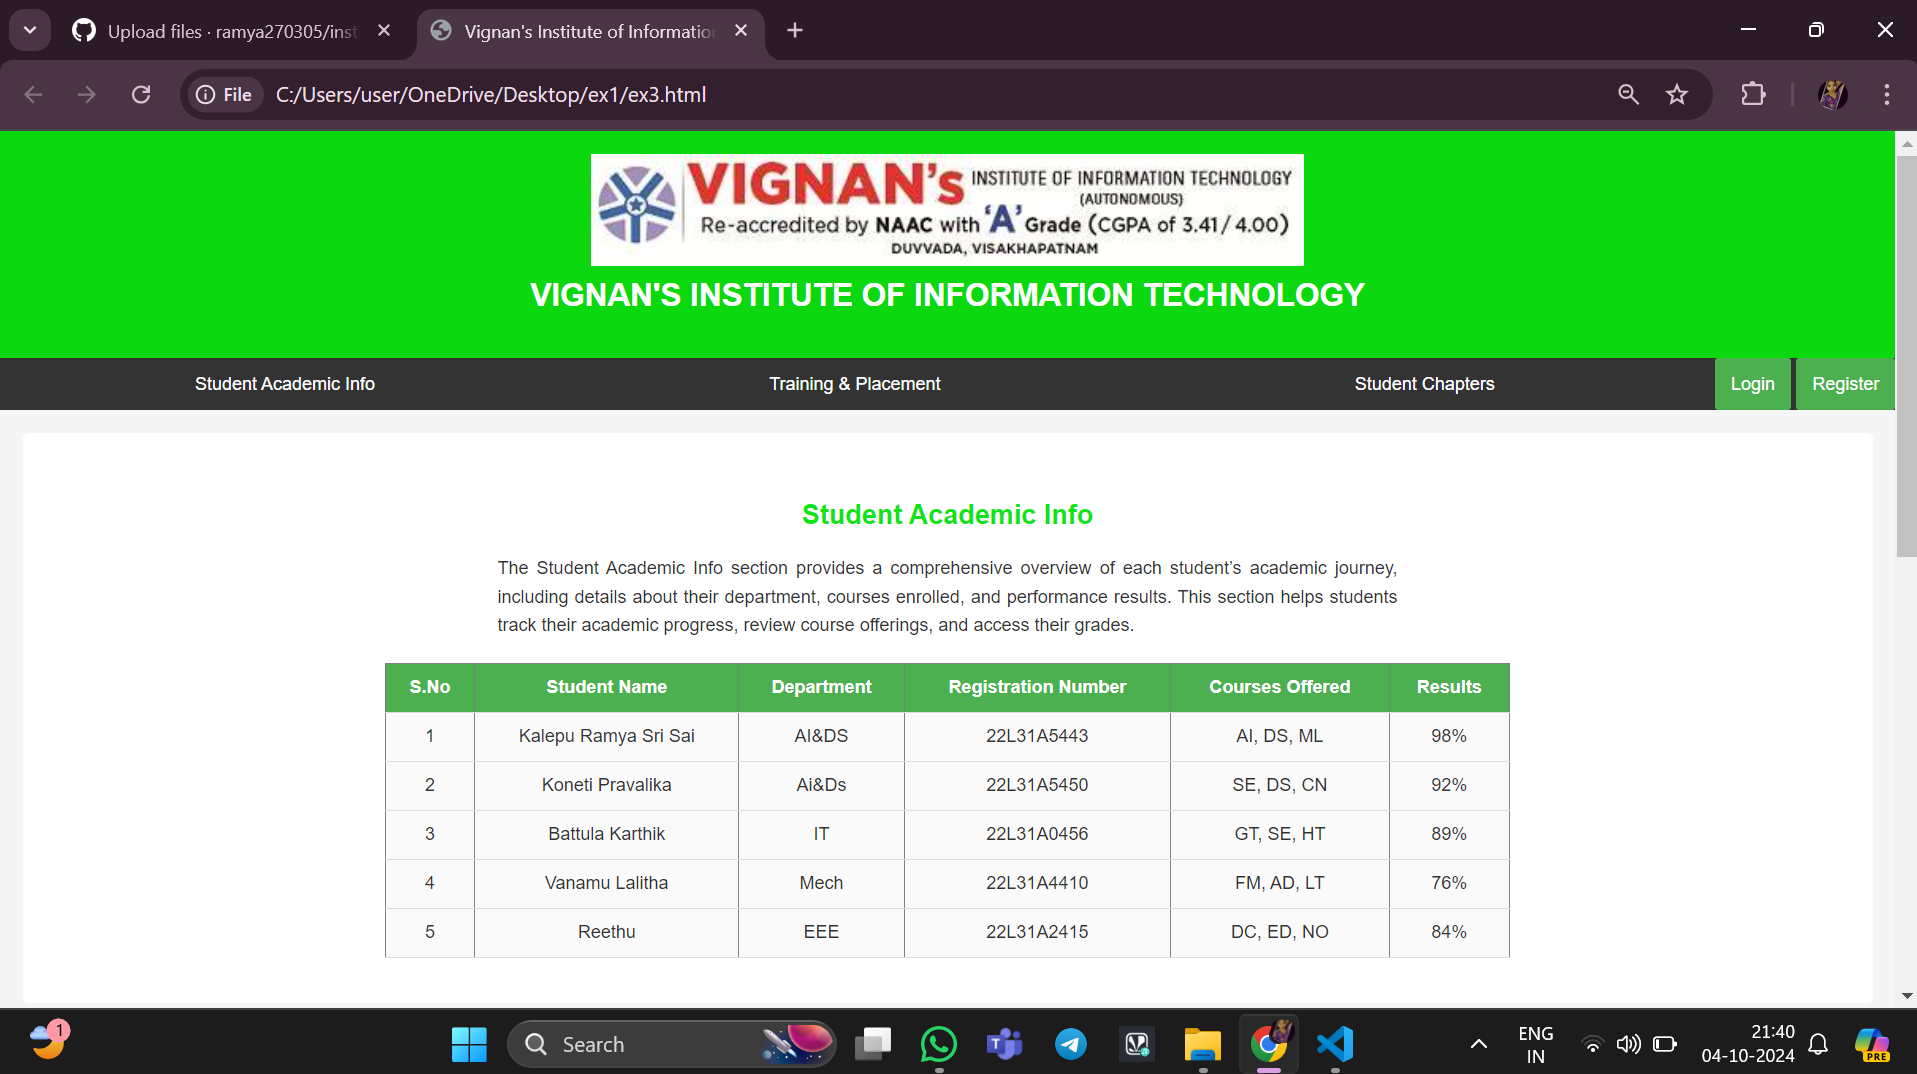 Upload files · ramya270305/inst
Vignan's Institute of Informatio
File
C:/Users/user/OneDrive/Desktop/ex1/ex3.html
VIGNAN's INSTITUTE OF INFORMATION TECHNOLOGY
(AUTONOMOUS)
Re-accredited by NAAC with 'A' Grade (CGPA of 3.41/4.00)
DUVVADA, VISAKHAPATNAM
VIGNAN'S INSTITUTE OF INFORMATION TECHNOLOGY
Student Academic Info Training & Placement Student Chapters Login Register
Student Academic Info
The Student Academic Info section provides a comprehensive overview of each student’s academic journey,
including details about their department, courses enrolled, and performance results. This section helps students
track their academic progress, review course offerings, and access their grades.
S.No Student Name Department Registration Number Courses Offered Results
1 Kalepu Ramya Sri Sai AI&DS 22L31A5443 AI, DS, ML 98%
2 Koneti Pravalika Ai&Ds 22L31A5450 SE, DS, CN 92%
3 Battula Karthik IT 22L31A0456 GT, SE, HT 89%
4 Vanamu Lalitha Mech 22L31A4410 FM, AD, LT 76%
5 Reethu EEE 22L31A2415 DC, ED, NO 84%
1
Search
ENG
IN
21:40
04-10-2024
PRE